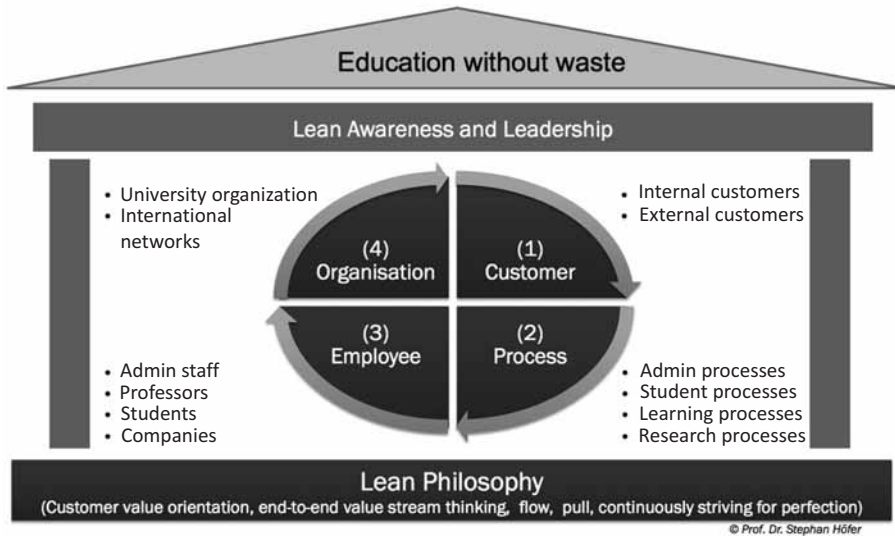 Education without waste
Lean Awareness and Leadership
• University organization
• International
networks
(4)
Organisation
(1)
Customer
• Internal customers
• External customers
• Admin staff
• Professors
• Students
• Companies
(3)
Employee
(2)
Process
• Admin processes
• Student processes
• Learning processes
• Research processes
Lean Philosophy
(Customer value orientation, end-to-end value stream thinking, flow, pull, continuously striving for perfection)
© Prof. Dr. Stephan Höfer